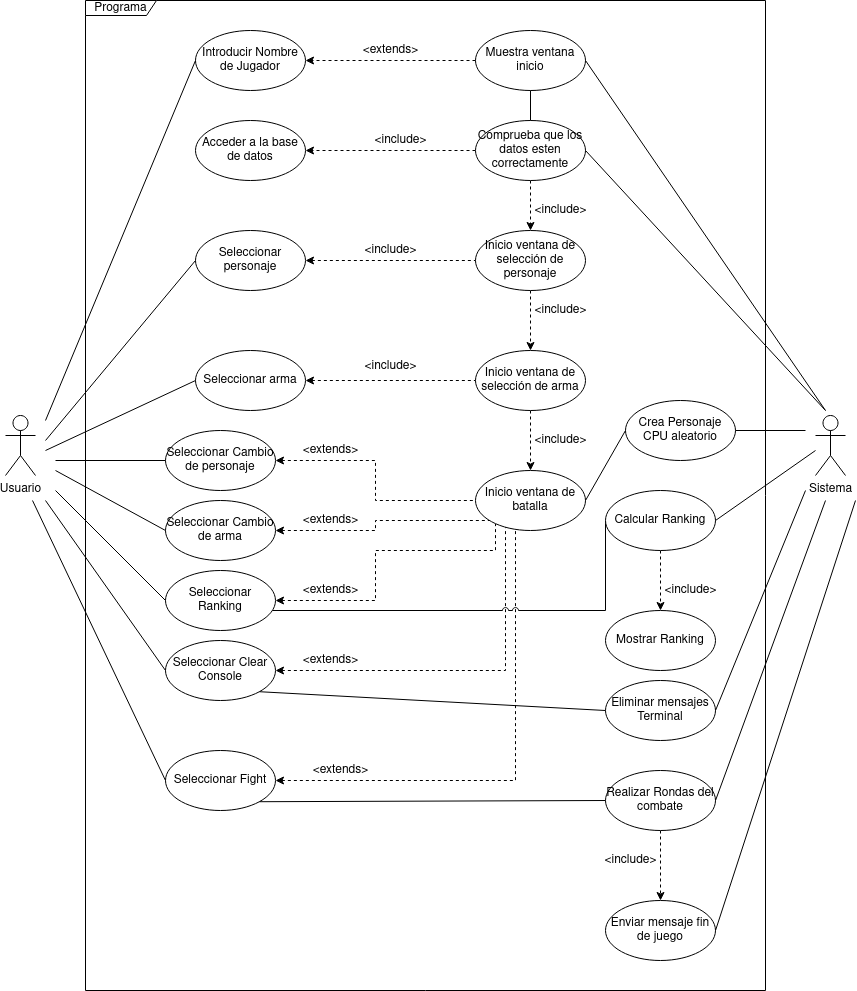 Programa
Introducir Nombre
de Jugador
<extends>
Muestra ventana
inicio
Acceder a la base
de datos
<include>
Comprueba que los
datos esten
correctamente
<include>
Seleccionar
personaje
<include>
Inicio ventana de
selección de
personaje
<include>
Seleccionar arma
<include>
Inicio ventana de
selección de arma
<include>
Crea Personaje
CPU aleatorio
Seleccionar Cambio
de personaje
<extends>
Usuario
Sistema
Inicio ventana de
batalla
Seleccionar Cambio
de arma
<extends>
Calcular Ranking
<include>
Seleccionar
Ranking
<extends>
Mostrar Ranking
Seleccionar Clear
Console
<extends>
Eliminar mensajes
Terminal
Seleccionar Fight
<extends>
Realizar Rondas del
combate
<include>
Enviar mensaje fin
de juego